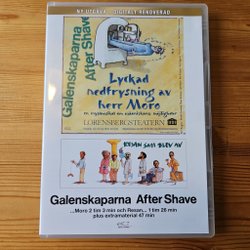 NY UTGÅVA - DIGITALT RENOVERAD
Galenskaparna
After Shave
Lyckad
nedfrysning av
herr Moro
LORENSBERGSTEATERN
RESAN SOM BLEV AV
Galenskaparna After Shave
...Moro 2 tim 3 min och Resan... 1 tim 26 min
plus extramaterial 47 min